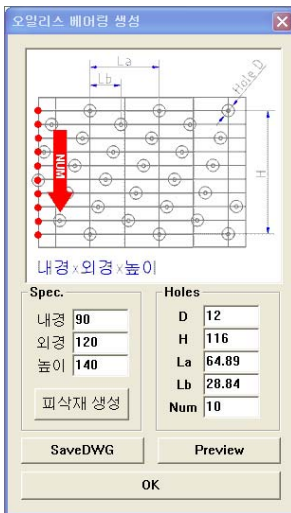 오일리스 베어링 생성
La
Lb
Hole D
NUM
H
내경×외경×높이
Spec.
내경 90
외경 120
높이 140
피삭재 생성
Holes
D 12
H 116
La 64.89
Lb 28.84
Num 10
SaveDWG
Preview
OK